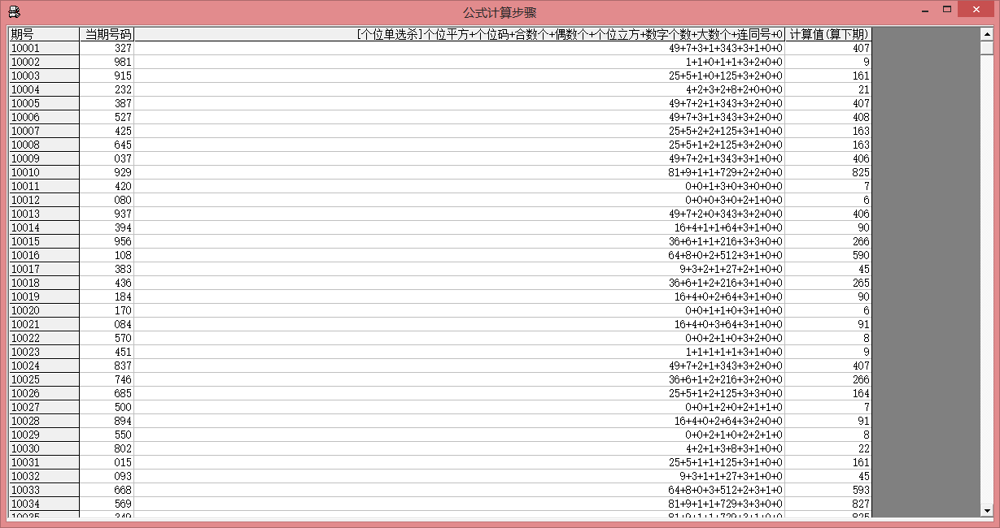 公式计算步骤
期号 当期号码 [个位单选杀]个位平方+个位码+合数个+偶数个+个位立方+数字个数+大数个+连同号+0 计算值(算下期)
10001 327 49+7+3+1+343+3+1+0+0 407
10002 981 1+1+0+1+1+3+2+0+0 9
10003 915 25+5+1+0+125+3+2+0+0 161
10004 232 4+2+3+2+8+2+0+0+0 21
10005 387 49+7+2+1+343+3+2+0+0 407
10006 527 49+7+3+1+343+3+2+0+0 408
10007 425 25+5+2+2+125+3+1+0+0 163
10008 645 25+5+1+2+125+3+2+0+0 163
10009 037 49+7+2+1+343+3+1+0+0 406
10010 929 81+9+1+1+729+2+2+0+0 825
10011 420 0+0+1+3+0+3+0+0+0 7
10012 080 0+0+0+3+0+2+1+0+0 6
10013 937 49+7+2+0+343+3+2+0+0 406
10014 394 16+4+1+1+64+3+1+0+0 90
10015 956 36+6+1+1+216+3+3+0+0 266
10016 108 64+8+0+2+512+3+1+0+0 590
10017 383 9+3+2+1+27+2+1+0+0 45
10018 436 36+6+1+2+216+3+1+0+0 265
10019 184 16+4+0+2+64+3+1+0+0 90
10020 170 0+0+1+1+0+3+1+0+0 6
10021 084 16+4+0+3+64+3+1+0+0 91
10022 570 0+0+2+1+0+3+2+0+0 8
10023 451 1+1+1+1+1+3+1+0+0 9
10024 837 49+7+2+1+343+3+2+0+0 407
10025 746 36+6+1+2+216+3+2+0+0 266
10026 685 25+5+1+2+125+3+3+0+0 164
10027 500 0+0+1+2+0+2+1+1+0 7
10028 894 16+4+0+2+64+3+2+0+0 91
10029 550 0+0+2+1+0+2+2+1+0 8
10030 802 4+2+1+3+8+3+1+0+0 22
10031 015 25+5+1+1+125+3+1+0+0 161
10032 093 9+3+1+1+27+3+1+0+0 45
10033 668 64+8+0+3+512+2+3+1+0 593
10034 569 81+9+1+1+729+3+3+0+0 827
10035 349 81+9+1+1+729+3+1+0+0 825